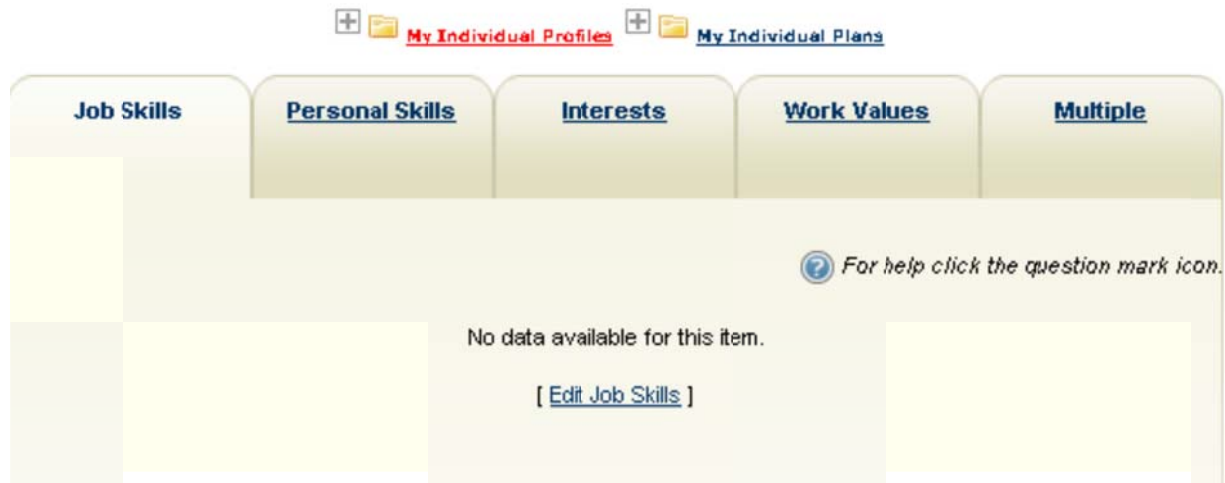 My Individual Profiles My Individual Plans
Job Skills Personal Skills Interests Work Values Multiple
For help click the question mark icon.
No data available for this item.
[ Edit Job Skills ]